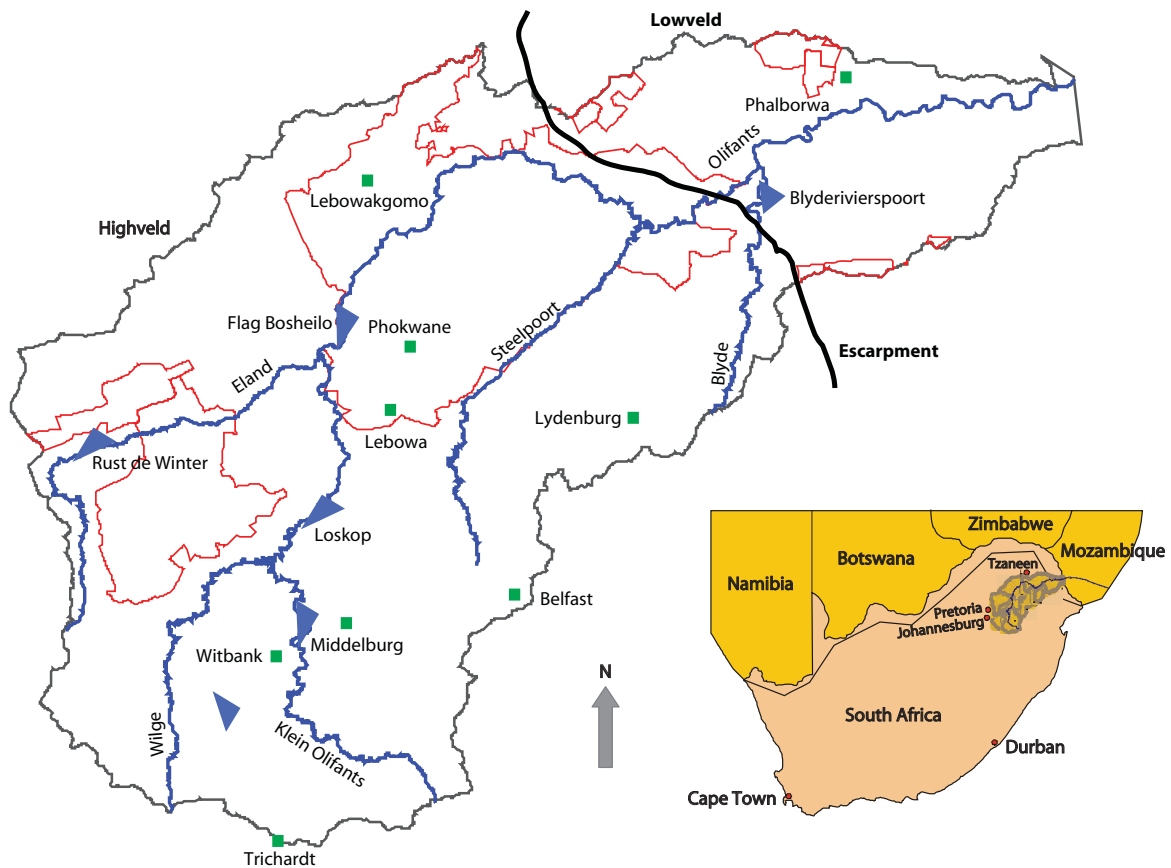 Lowveld
Phalborwa
Olifants
Lebowakgomo
Blyderivierspoort
Highveld
Flag Bosheilo
Phokwane
Steelpoort
Escarpment
Eland
Blyde
Lebowa
Lydenburg
Rust de Winter
Loskop
Belfast
Middelburg
Witbank
Wilge
Klein Olifants
Trichardt
N
Zimbabwe
Botswana
Mozambique
Tzaneen
Namibia
Pretoria
Johannesburg
South Africa
Durban
Cape Town